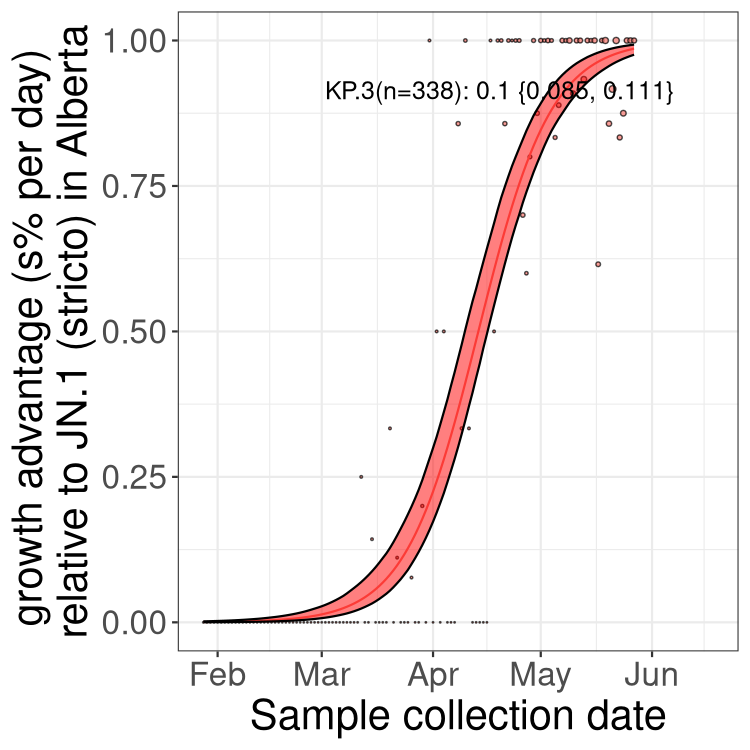 growth advantage (s% per day)
relative to JN.1 (stricto) in Alberta
1.00
0.75
0.50
0.25
0.00
KP.3(n=338): 0.1 {0.085, 0.111}
Feb Mar Apr May Jun
Sample collection date